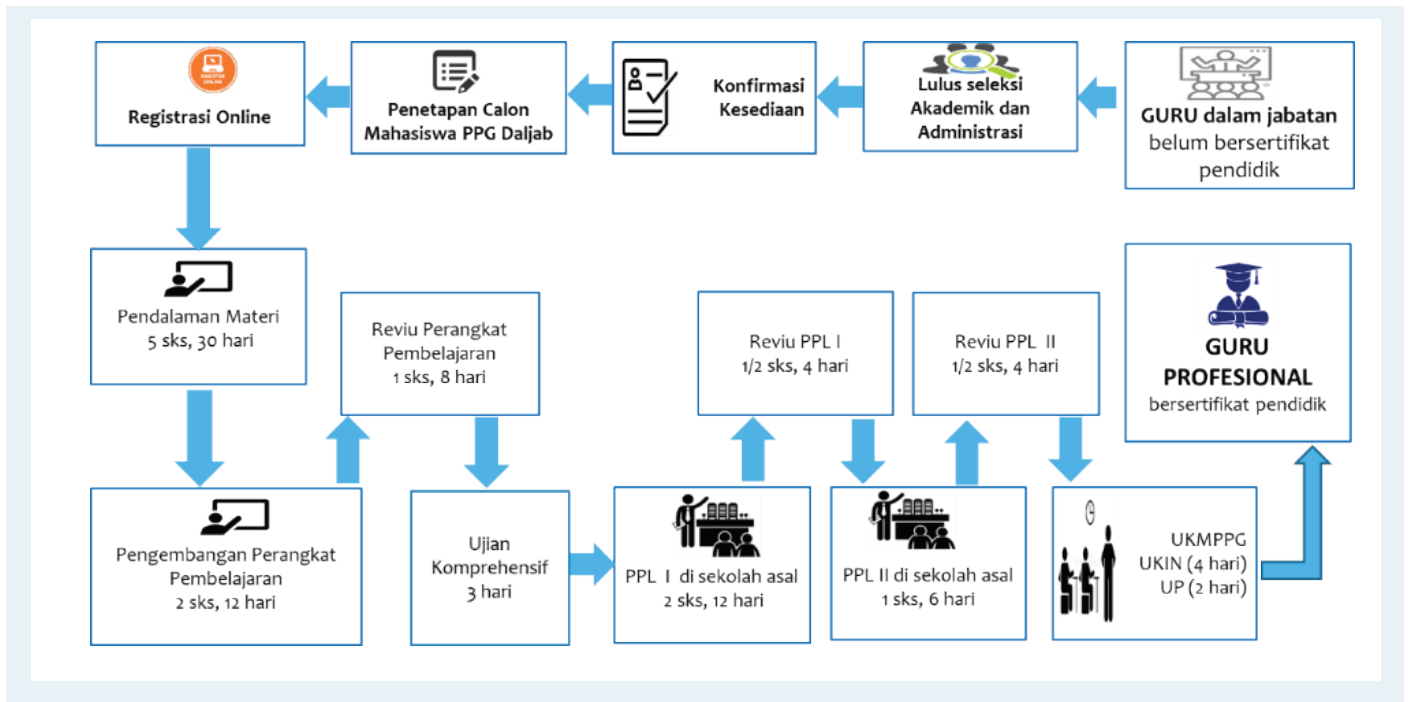 GURU dalam jabatan
belum bersertifikat
pendidik
Lulus seleksi
Akademik dan
Administrasi
Konfirmasi
Kesediaan
Penetapan Calon
Mahasiswa PPG Daljab
REGISTER
ONLINE
Registrasi Online
Pendalaman Materi
5 sks, 30 hari
Pengembangan Perangkat
Pembelajaran
2 sks, 12 hari
Reviu Perangkat
Pembelajaran
1 sks, 8 hari
Ujian
Komprehensif
3 hari
PPL I di sekolah asal
2 sks, 12 hari
Reviu PPL I
1/2 sks, 4 hari
PPL II di sekolah asal
1 sks, 6 hari
Reviu PPL II
1/2 sks, 4 hari
UKMPPG
UKIN (4 hari)
UP (2 hari)
GURU
PROFESIONAL
bersertifikat pendidik